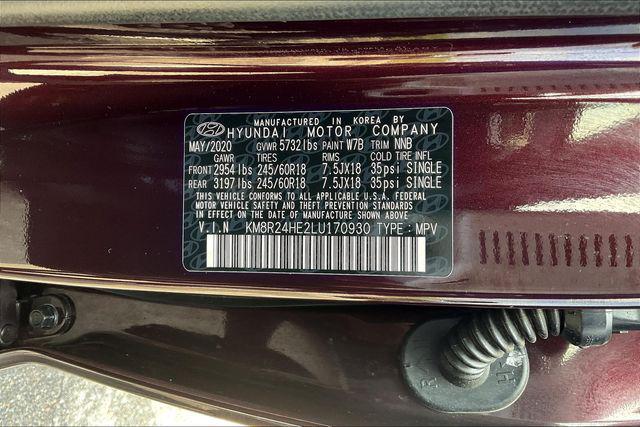 MANUFACTURED IN KOREA BY
HYUNDAI MOTOR COMPANY
MAY/2020 GVWR 5732lbs PAINT W7B TRIM NNB
GAWR TIRES RIMS COLD TIRE INFL
FRONT 2954 lbs 245/60R18 7.5JX18 35psi SINGLE
REAR 3197 lbs 245/60R18 7.5JX18 35psi SINGLE
THIS VEHICLE CONFORMS TO ALL APPLICABLE U.S.A. FEDERAL
MOTOR VEHICLE SAFETY AND THEFT PREVENTION STANDARDS
IN EFFECT ON THE DATE OF MANUFACTURE SHOWN ABOVE.
V.I.N KM8R24HE2LU170930 TYPE : MPV
R H